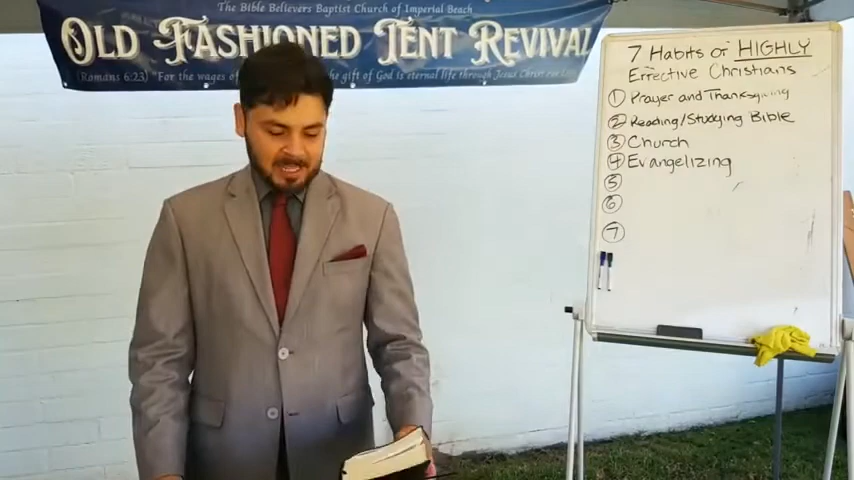 The Bible Believers Baptist Church of Imperial Beach
Old Fashioned Tent Revival
Romans 6:23 "For the wages of the gift of God is eternal life through Jesus Christ our Lord"
7 Habits of HIGHLY
Effective Christians
① Prayer and Thanksgiving
② Reading/Studying Bible
③ Church
④ Evangelizing
⑤
⑥
⑦